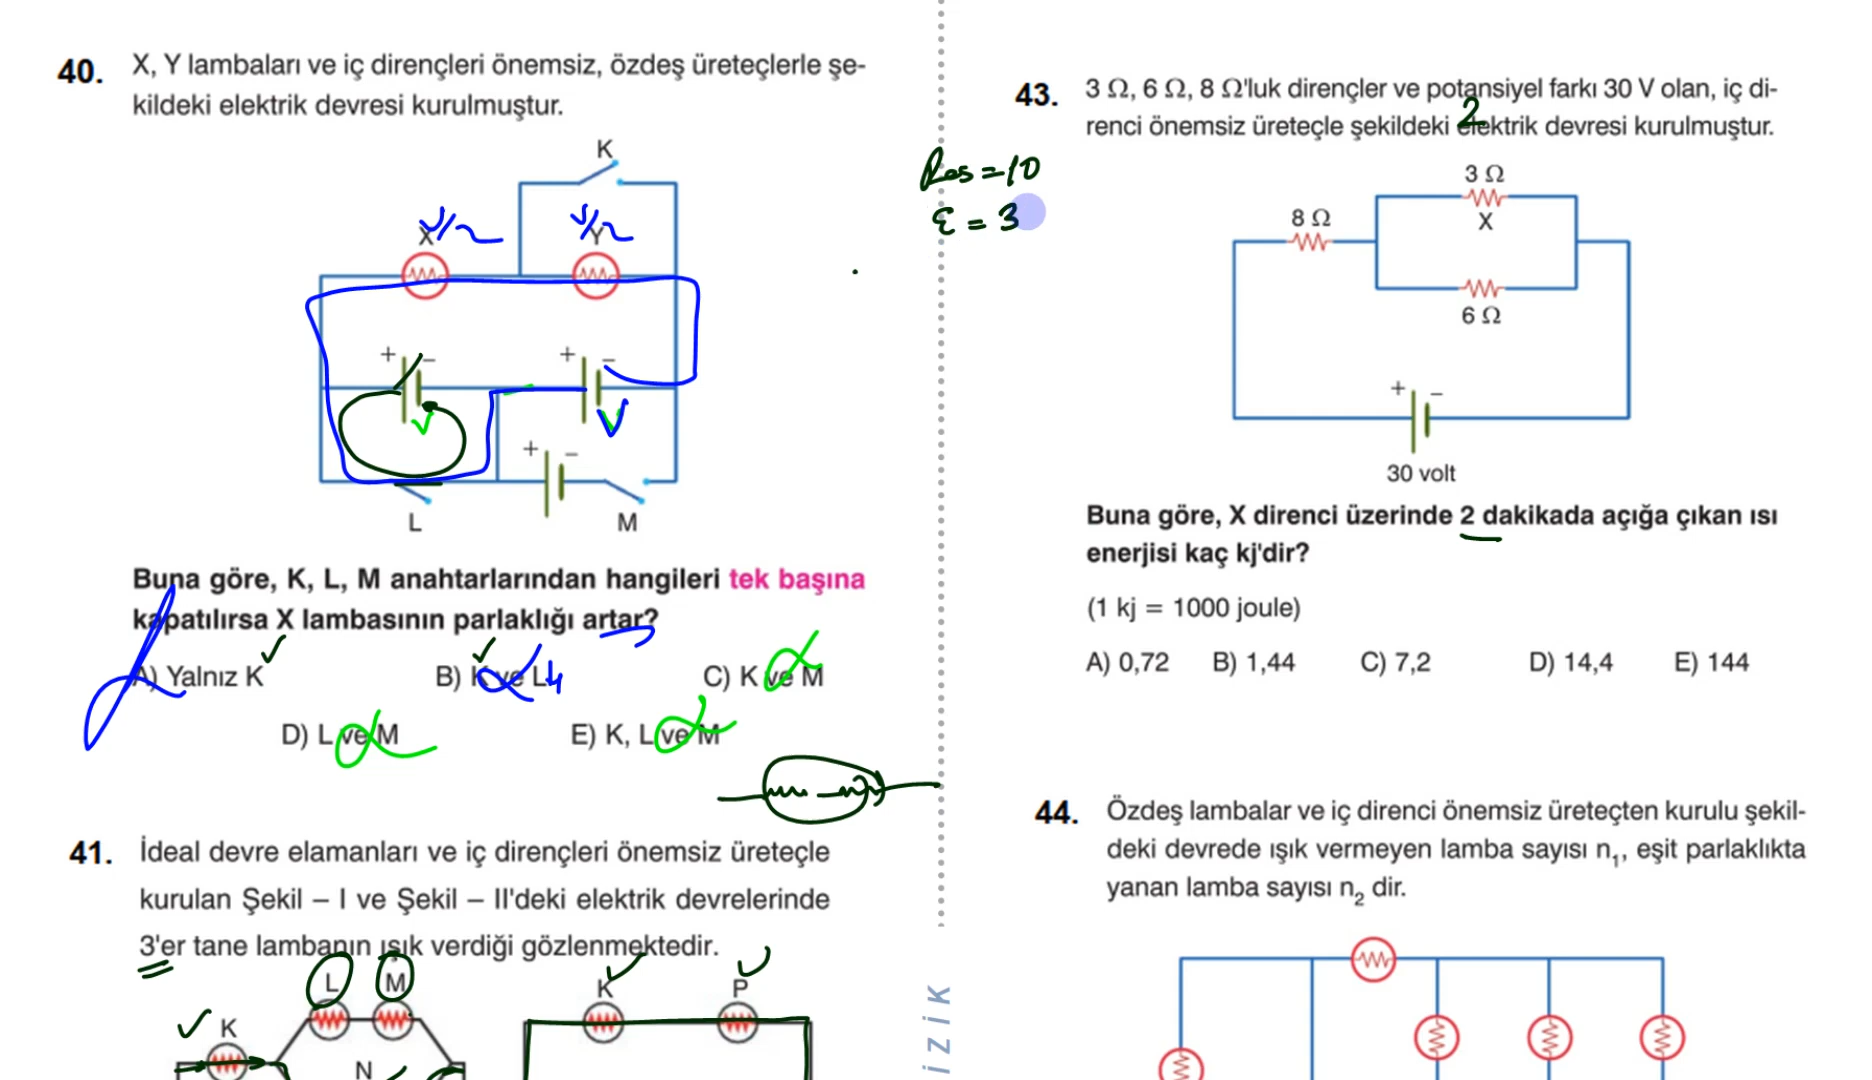 40. X, Y lambaları ve iç dirençleri önemsiz, özdeş üreteçlerle şe-
kildeki elektrik devresi kurulmuştur.
K
X
V/2
Y
V/2
+ −
+ −
V
+ −
L
M
Buna göre, K, L, M anahtarlarından hangileri tek başına
kapatılırsa X lambasının parlaklığı artar?
A) Yalnız K
B) K ve L
C) K ve M
D) L ve M
E) K, L ve M
41. İdeal devre elamanları ve iç dirençleri önemsiz üreteçle
kurulan Şekil – I ve Şekil – II'deki elektrik devrelerinde
3'er tane lambanın ışık verdiği gözlenmektedir.
L M
K
N
K P
İZİK
Reş = 10
ε = 3
43. 3 Ω, 6 Ω, 8 Ω'luk dirençler ve potansiyel farkı 30 V olan, iç di-
renci önemsiz üreteçle şekildeki elektrik devresi kurulmuştur.
2
3 Ω
X
8 Ω
6 Ω
+ −
30 volt
Buna göre, X direnci üzerinde 2 dakikada açığa çıkan ısı
enerjisi kaç kj'dir?
(1 kj = 1000 joule)
A) 0,72 B) 1,44 C) 7,2 D) 14,4 E) 144
44. Özdeş lambalar ve iç direnci önemsiz üreteçten kurulu şekil-
deki devrede ışık vermeyen lamba sayısı n₁, eşit parlaklıkta
yanan lamba sayısı n₂ dir.